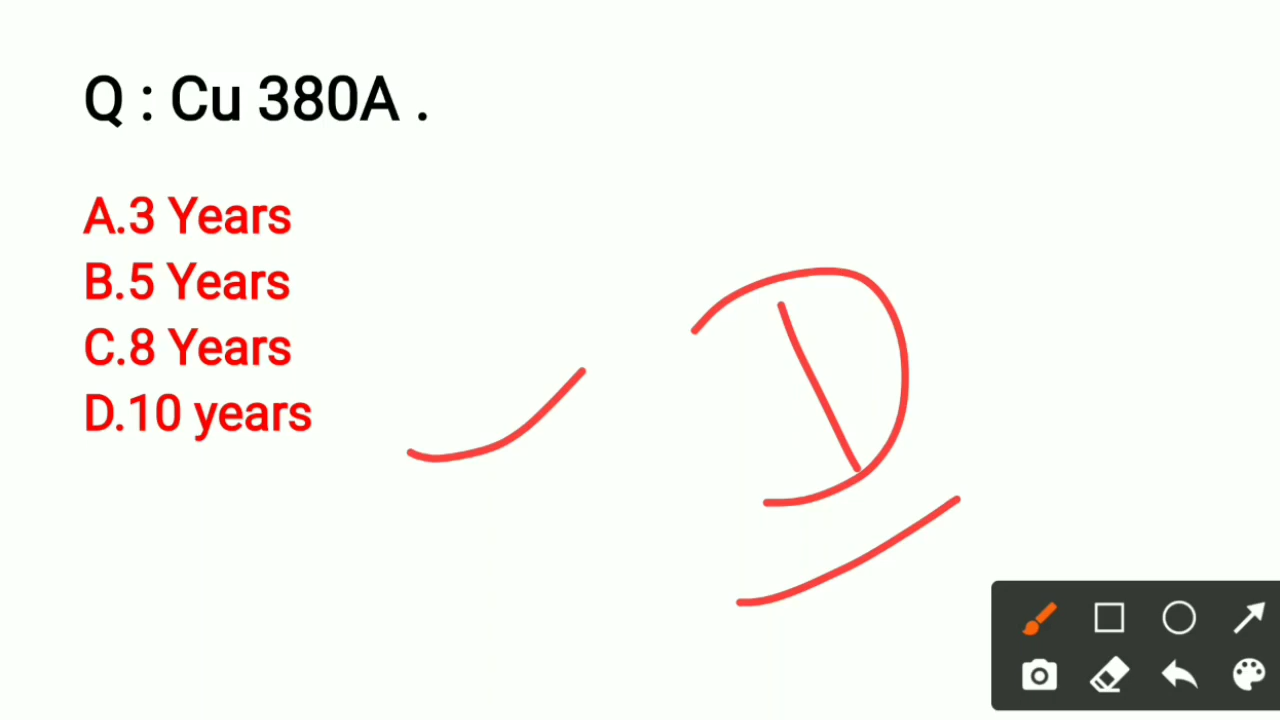 Q : Cu 380A .
A.3 Years
B.5 Years
C.8 Years
D.10 years
D